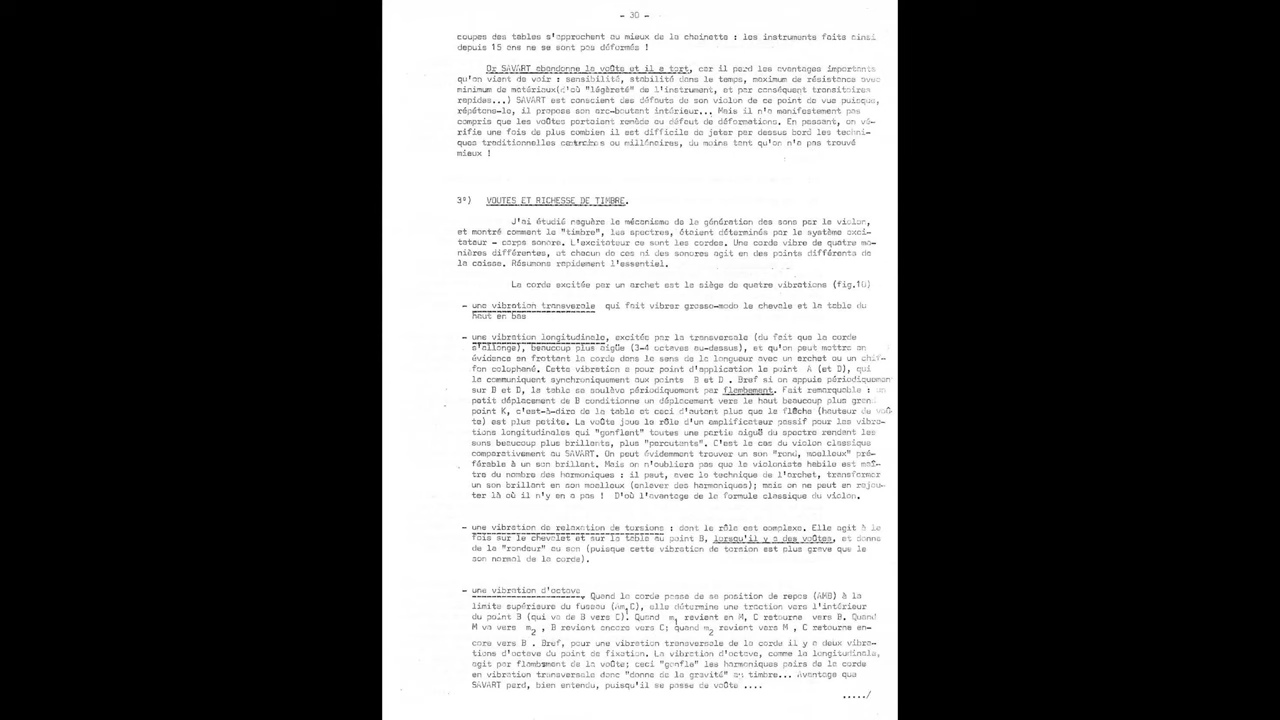 - 30 -
coupes des tables s'approchent au mieux de la chainette : les instruments faits ainsi
depuis 15 ans ne se sont pas déformés !
Or SAVART abandonne la voûte et il a tort, car il perd les avantages importants
qu'on vient de voir : sensibilité, stabilité dans le temps, maximum de résistance avec
minimum de matériaux(d'où "légèreté" de l'instrument, et par conséquent transitoires
rapides...) SAVART est conscient des défauts de son violon de ce point de vue puisque,
répétons-le, il propose son arc-boutant intérieur... Mais il n'a manifestement pas
compris que les voûtes portaient remède au défaut de déformations. En passant, on vé-
rifie une fois de plus combien il est difficile de jeter par dessus bord les techni-
ques traditionnelles ou millénaires, du moins tant qu'on n'a pas trouvé
mieux !
3°) VOUTES ET RICHESSE DE TIMBRE.
J'ai étudié naguère le mécanisme de la génération des sons par le violon,
et montré comment le "timbre", les spectres, étaient déterminés par le système exci-
tateur - corps sonore. L'excitateur ce sont les cordes. Une corde vibre de quatre ma-
nières différentes, et chacun de ces ni des sonores agit en des points différents de
la caisse. Résumons rapidement l'essentiel.
La corde excitée par un archet est la siège de quatre vibrations (fig.10)
- une vibration transversale qui fait vibrer grosso-modo le chevale et la table du
haut en bas
- une vibration longitudinale, excitée par la transversale (du fait que la corde
s'allonge), beaucoup plus aigüe (3-4 octaves au-dessus), et qu'on peut mettre en
évidence en frottant la corde dans le sens de la longueur avec un archet ou un chif-
fon colophané. Cette vibration a pour point d'application le point A (et D), qui
la communiquent synchroniquement aux points B et D . Bref si on appuie périodiquement
sur B et D, la table se soulève périodiquement par flambement. Fait remarquable : un
petit déplacement de B conditionne un déplacement vers le haut beaucoup plus grand
point K, c'est-à-dire de la table et ceci d'autant plus que la flèche (hauteur de voû-
te) est plus petite. La voûte joue le rôle d'un amplificateur passif pour les vibra-
tions longitudinales qui "gonflent" toute une partie aiguë du spectre rendant les
sons beaucoup plus brillants, plus "percutants". C'est le cas du violon classique
comparativement au SAVART. On peut évidemment trouver un son "rond, moelleux" pré-
férable à un son brillant. Mais on n'oubliera pas que le violoniste habile est maî-
tre du nombre des harmoniques : il peut, avec la technique de l'archet, transformer
un son brillant en son moelleux (enlever des harmoniques); mais on ne peut en rajou-
ter là où il n'y en a pas ! D'où l'avantage de la formule classique du violon.
- une vibration de relaxation de torsions : dont le rôle est complexe. Elle agit à la
fois sur le chevalet et sur la table au point B, lorsqu'il y a des voûtes, et donne
de la "rondeur" au son (puisque cette vibration de torsion est plus grave que le
son normal de la corde).
- une vibration d'octave. Quand la corde passe de sa position de repos (AMB) à la
limite supérieure du fuseau (Am₁C), elle détermine une traction vers l'intérieur
du point B (qui va de B vers C). Quand m₁ revient en M, C retourne vers B. Quand
M va vers m₂ , B revient encore vers C; quand m₂ revient vers M , C retourne en-
core vers B . Bref, pour une vibration transversale de la corde il y a deux vibra-
tions d'octave du point de fixation. La vibration d'octave, comme la longitudinale,
agit par flambement de la voûte; ceci "gonfle" les harmoniques pairs de la corde
en vibration transversale donc "donne de la gravité" au timbre... Avantage que
SAVART perd, bien entendu, puisqu'il se passe de voûte ....
...../